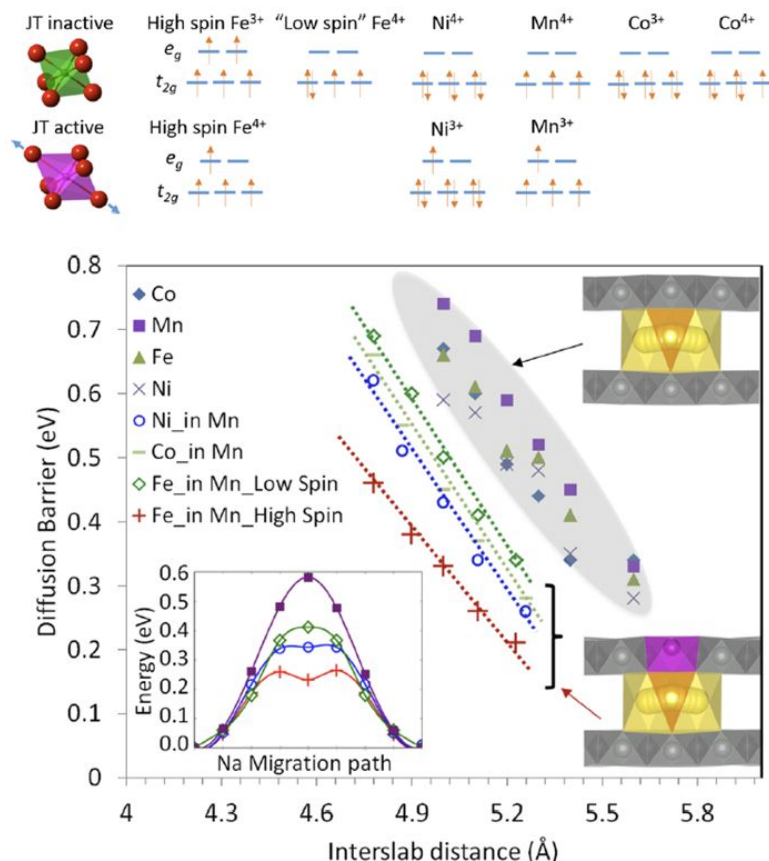 JT inactive High spin Fe³⁺ "Low spin" Fe⁴⁺ Ni⁴⁺ Mn⁴⁺ Co³⁺ Co⁴⁺
e_g
t_2g
JT active High spin Fe⁴⁺ Ni³⁺ Mn³⁺
e_g
t_2g
0.8
0.7
0.6
0.5
0.4
0.3
0.2
0.1
0
Diffusion Barrier (eV)
Co
Mn
Fe
Ni
Ni_in Mn
Co_in Mn
Fe_in Mn_Low Spin
Fe_in Mn_High Spin
0.6
0.5
0.4
0.3
0.2
0.1
0.0
Energy (eV)
Na Migration path
4 4.3 4.6 4.9 5.2 5.5 5.8
Interslab distance (Å)